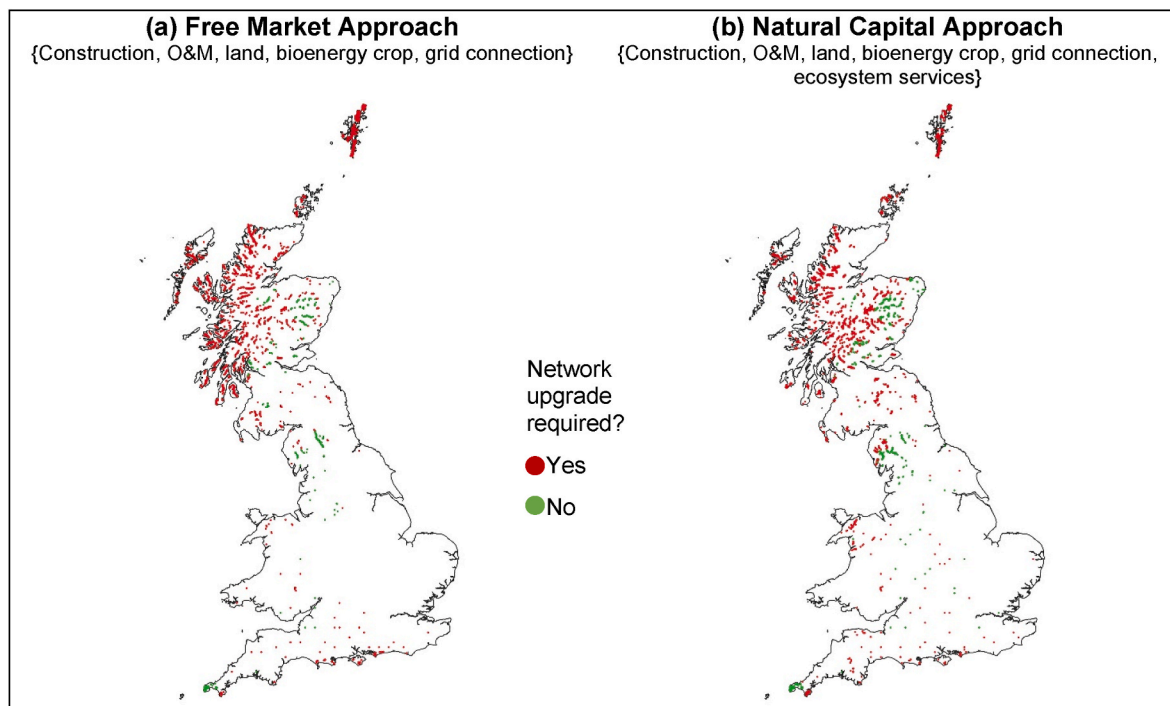 (a) Free Market Approach
{Construction, O&M, land, bioenergy crop, grid connection}
(b) Natural Capital Approach
{Construction, O&M, land, bioenergy crop, grid connection,
ecosystem services}
Network
upgrade
required?
Yes
No